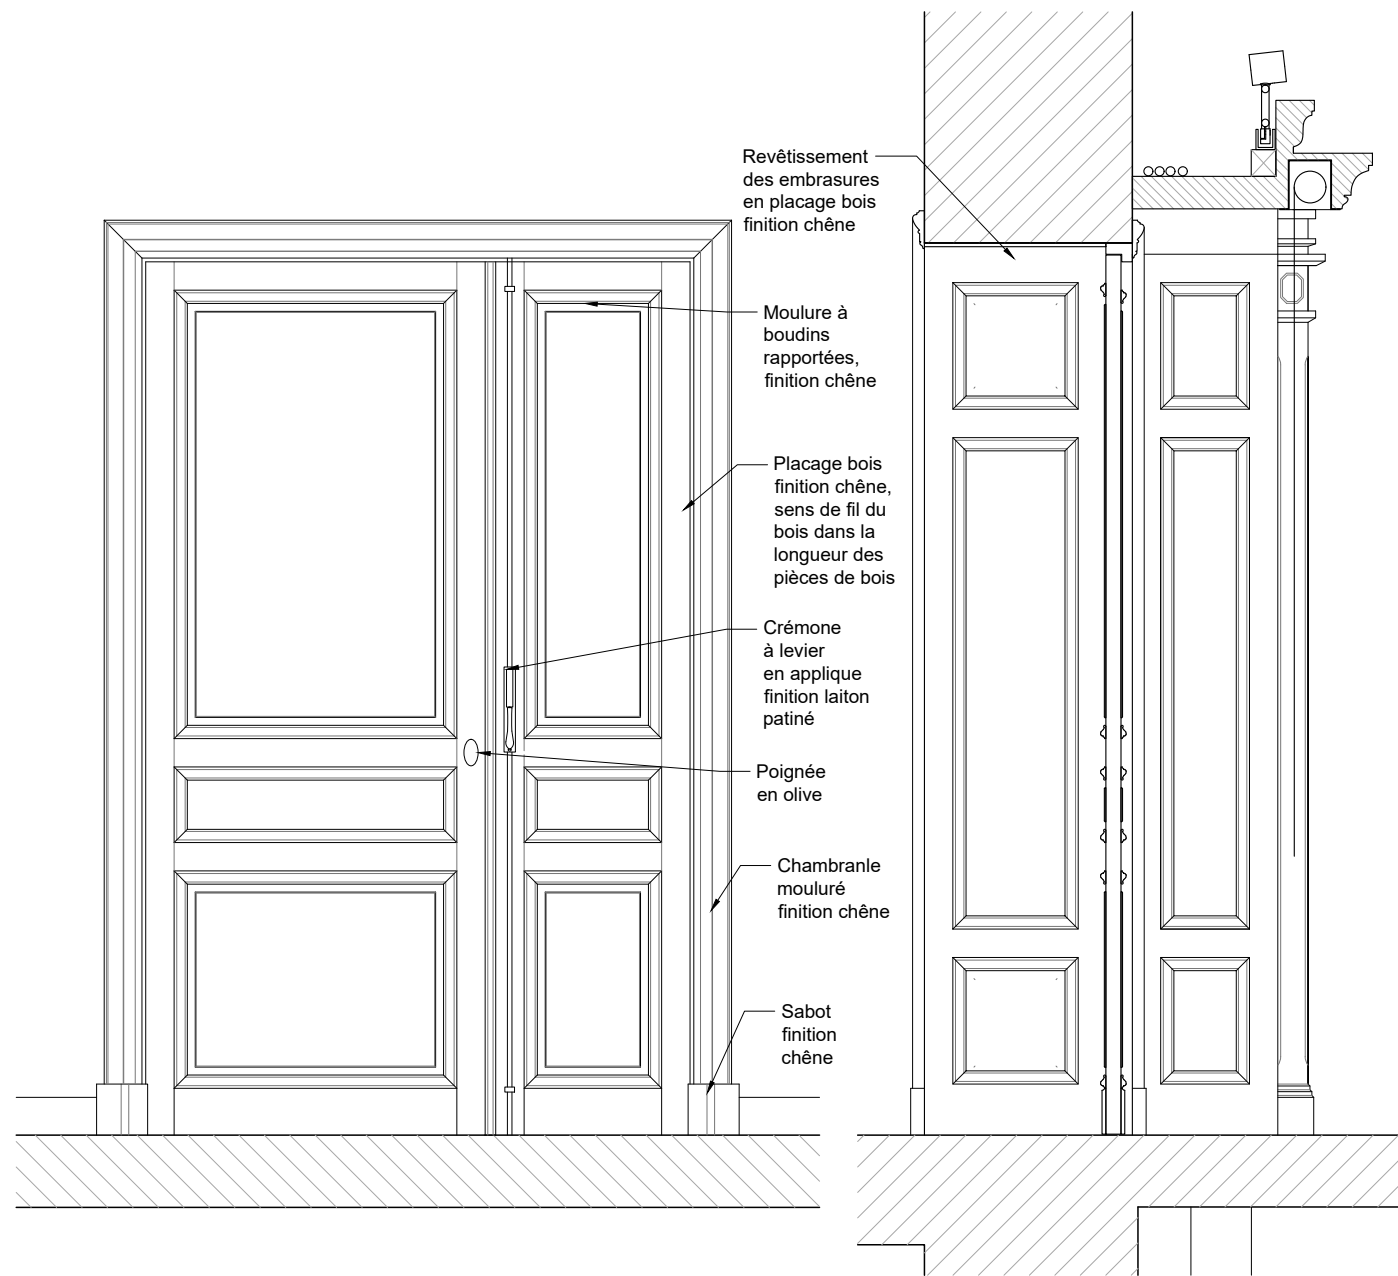 Revêtissement
des embrasures
en placage bois
finition chêne
Moulure à
boudins
rapportées,
finition chêne
Placage bois
finition chêne,
sens de fil du
bois dans la
longueur des
pièces de bois
Crémone
à levier
en applique
finition laiton
patiné
Poignée
en olive
Chambranle
mouluré
finition chêne
Sabot
finition
chêne